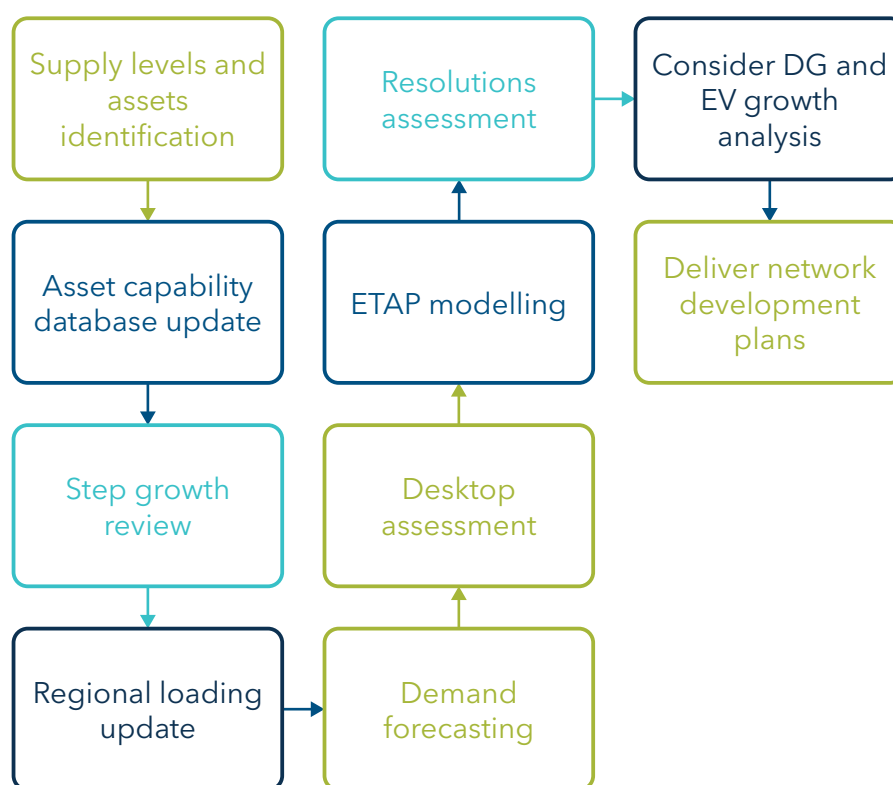 Supply levels and
assets
identification
Asset capability
database update
Step growth
review
Regional loading
update
Demand
forecasting
Desktop
assessment
ETAP modelling
Resolutions
assessment
Consider DG and
EV growth
analysis
Deliver network
development
plans